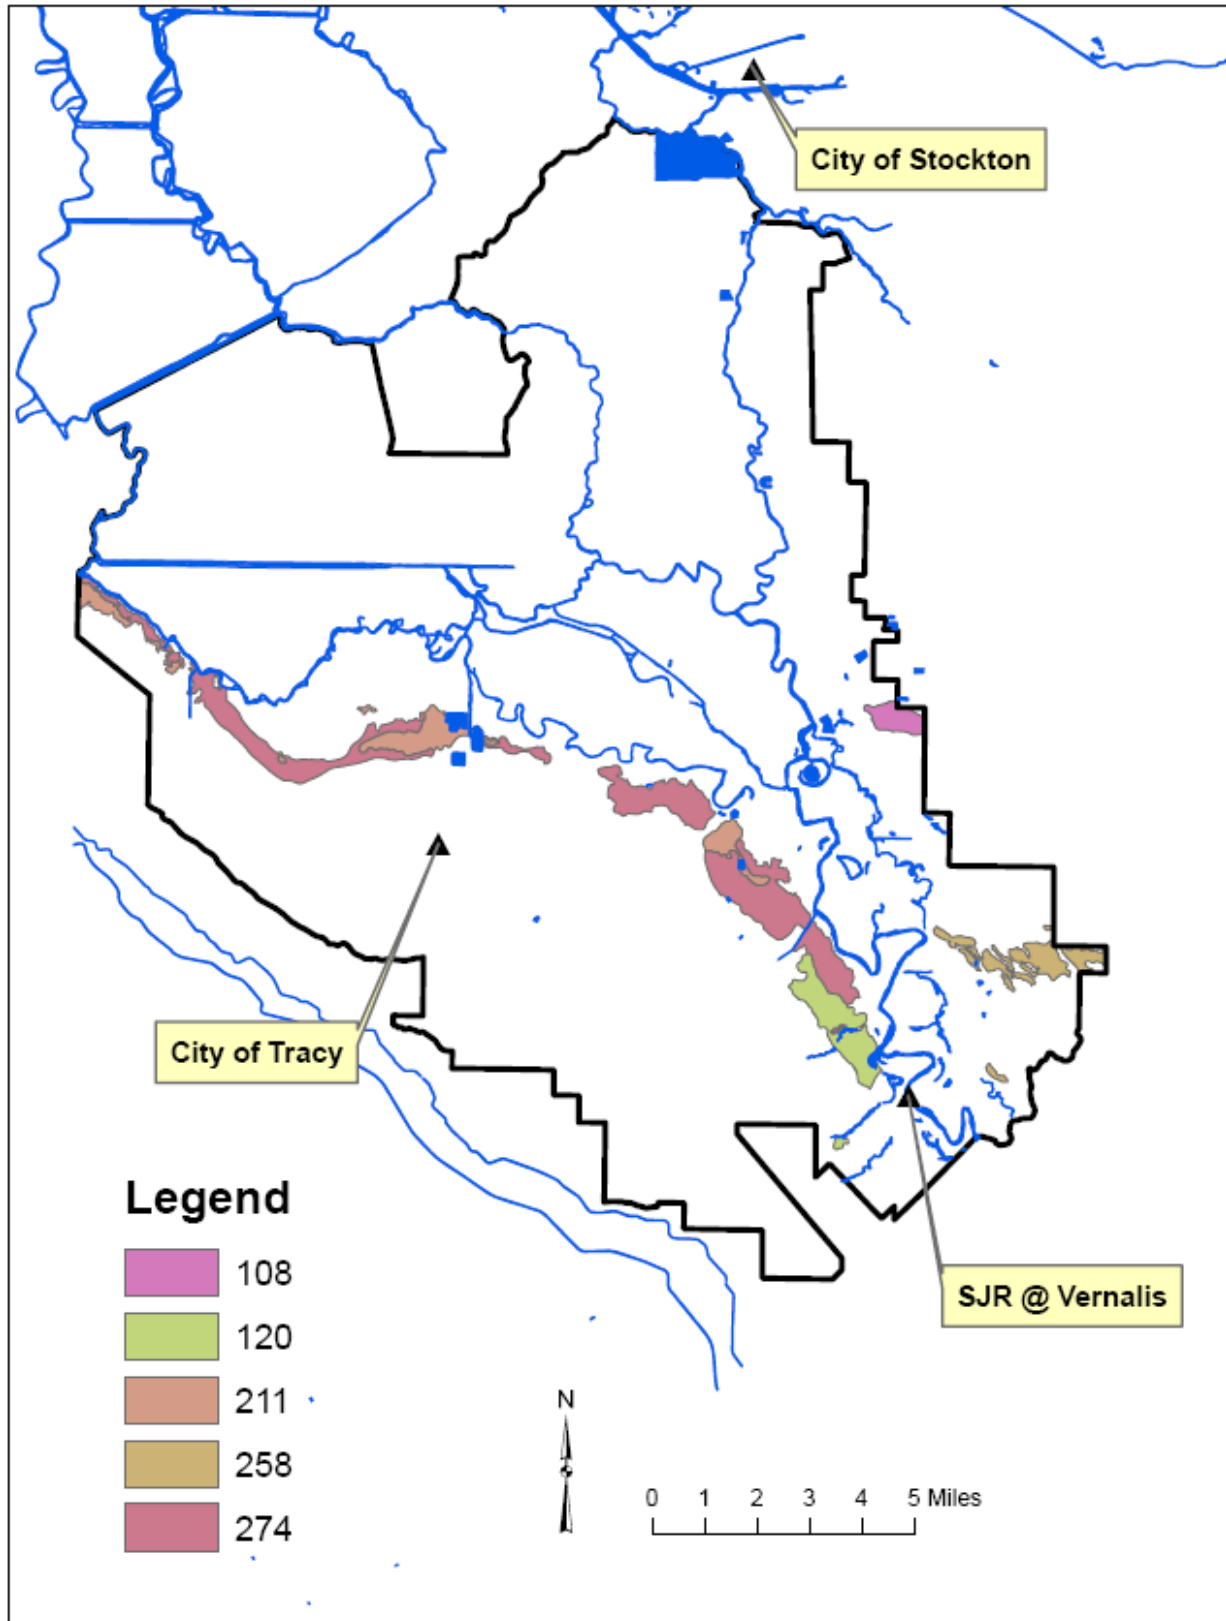 City of Stockton
City of Tracy
Legend
108
120
211
258
274
SJR @ Vernalis
N
0 1 2 3 4 5 Miles